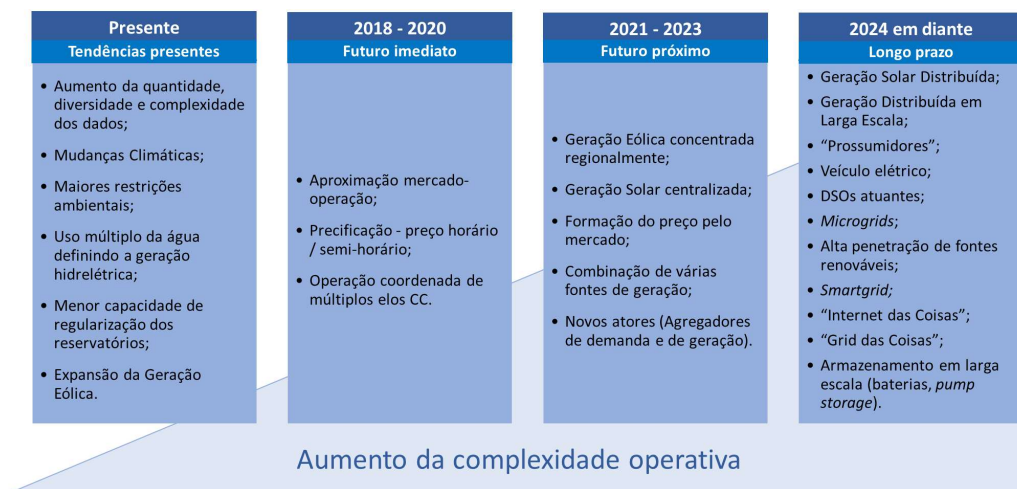 Presente
Tendências presentes
• Aumento da quantidade,
diversidade e complexidade
dos dados;
• Mudanças Climáticas;
• Maiores restrições
ambientais;
• Uso múltiplo da água
definindo a geração
hidrelétrica;
• Menor capacidade de
regularização dos
reservatórios;
• Expansão da Geração
Eólica.
2018 - 2020
Futuro imediato
• Aproximação mercado-
operação;
• Precificação - preço horário
/ semi-horário;
• Operação coordenada de
múltiplos elos CC.
2021 - 2023
Futuro próximo
• Geração Eólica concentrada
regionalmente;
• Geração Solar centralizada;
• Formação do preço pelo
mercado;
• Combinação de várias
fontes de geração;
• Novos atores (Agregadores
de demanda e de geração).
2024 em diante
Longo prazo
• Geração Solar Distribuída;
• Geração Distribuída em
Larga Escala;
• “Prossumidores”;
• Veículo elétrico;
• DSOs atuantes;
• Microgrids;
• Alta penetração de fontes
renováveis;
• Smartgrid;
• “Internet das Coisas”;
• “Grid das Coisas”;
• Armazenamento em larga
escala (baterias, pump
storage).
Aumento da complexidade operativa